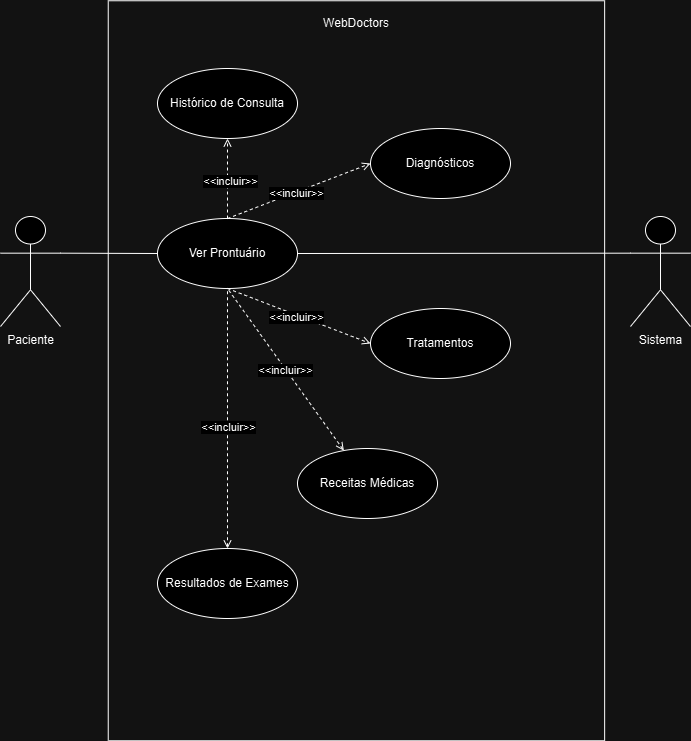 WebDoctors
Histórico de Consulta
Diagnósticos
<<incluir>>
<<incluir>>
Ver Prontuário
<<incluir>>
Paciente
Sistema
Tratamentos
<<incluir>>
<<incluir>>
Receitas Médicas
Resultados de Exames